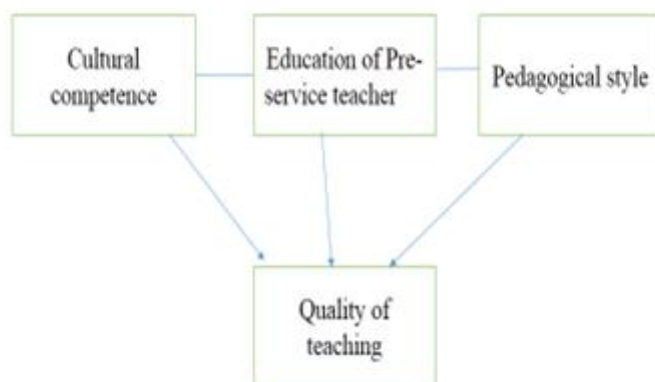 Cultural
competence
Education of Pre-
service teacher
Pedagogical style
Quality of
teaching